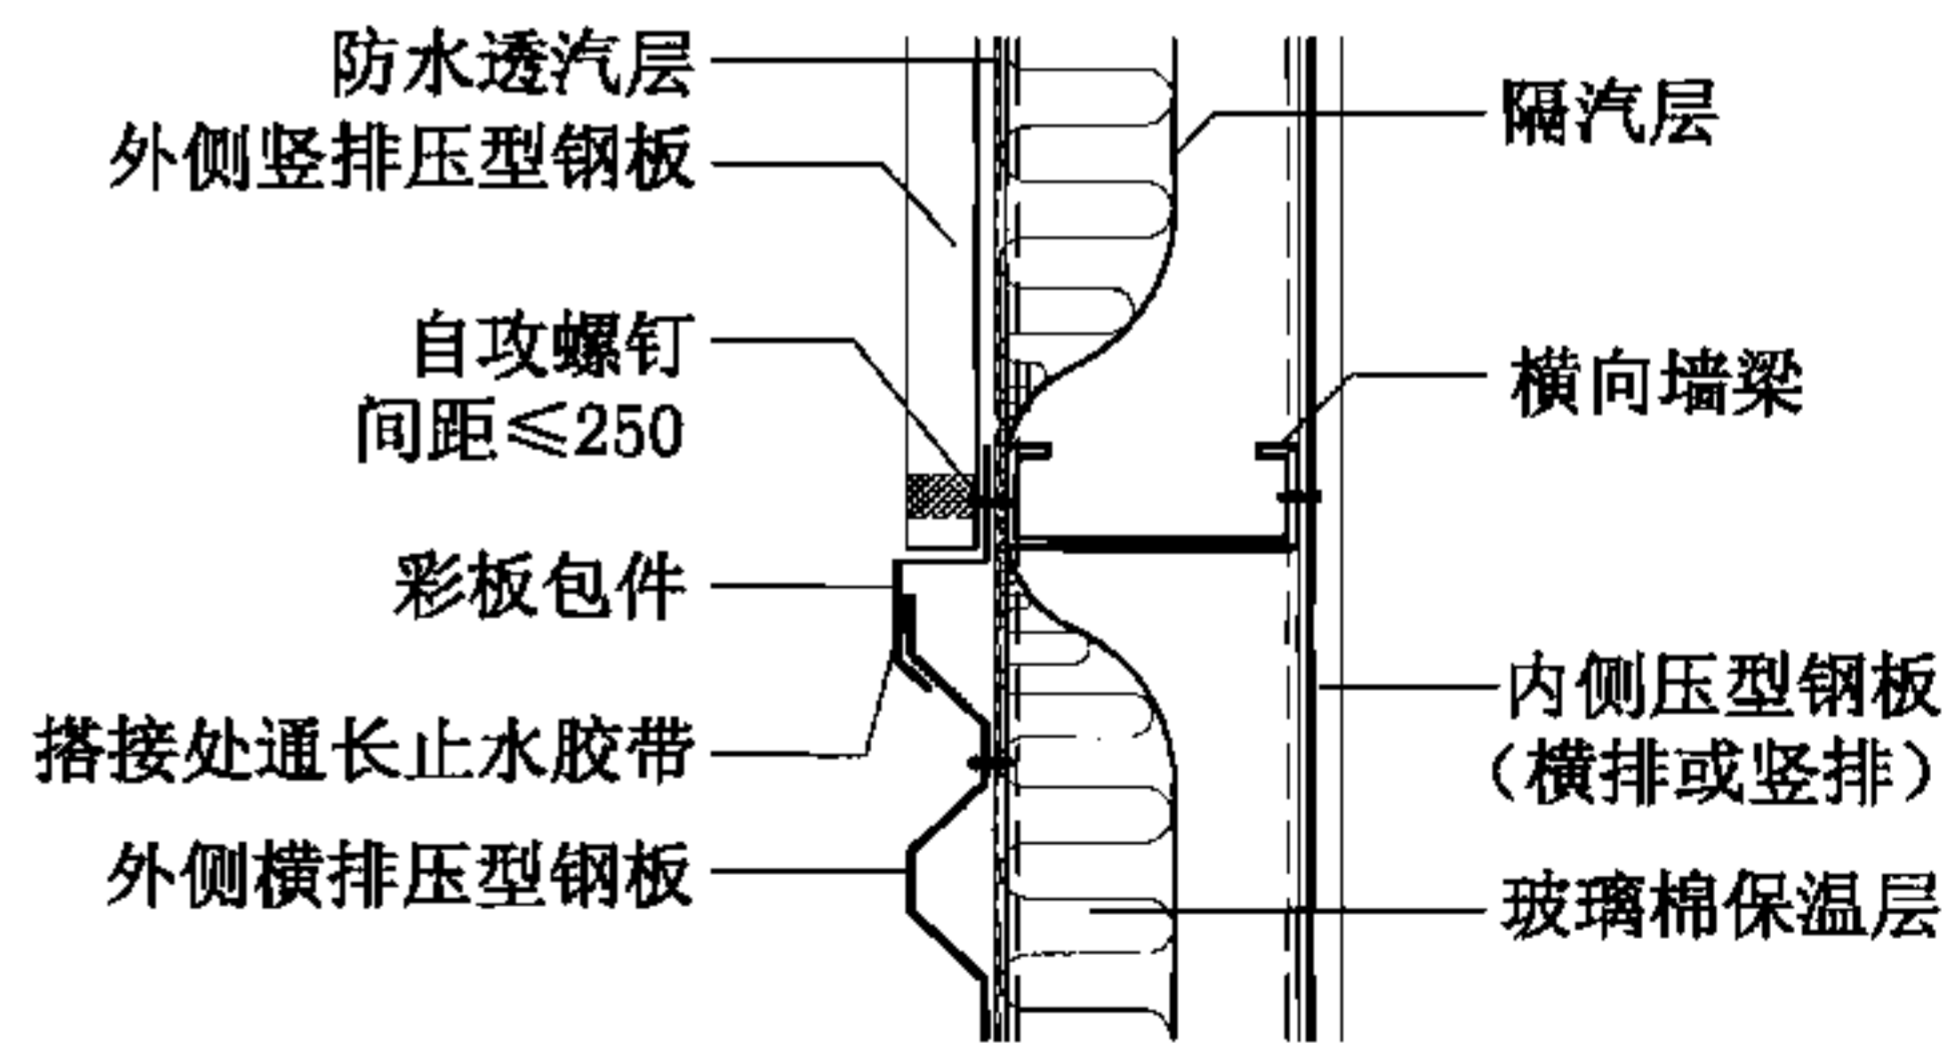 防水透汽层
外侧竖排压型钢板
自攻螺钉
间距≤250
彩板包件
搭接处通长止水胶带
外侧横排压型钢板
隔汽层
横向墙梁
内侧压型钢板
（横排或竖排）
玻璃棉保温层